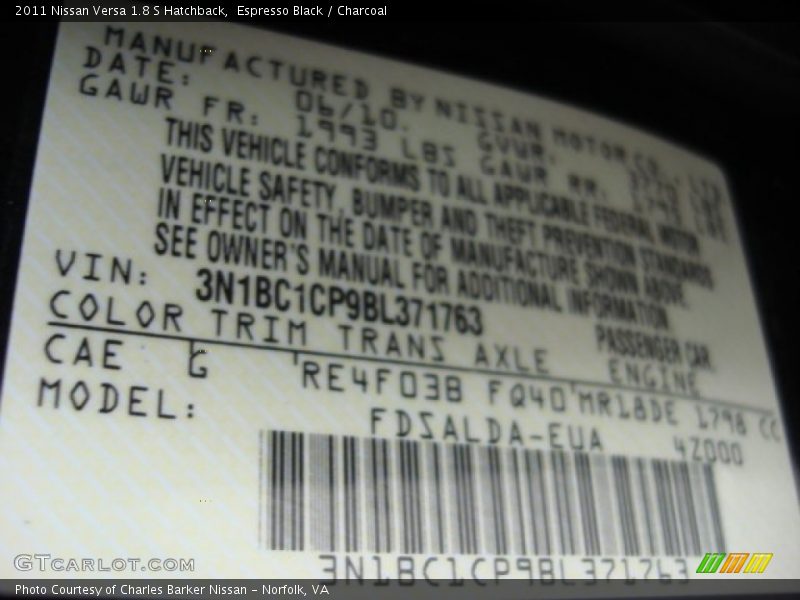 2011 Nissan Versa 1.8 S Hatchback,  Espresso Black / Charcoal
MANUFACTURED BY NISSAN MOTOR CO., LTD
DATE: 06/10. GVWR.
GAWR FR: 1993 LBS GAWR RR.
THIS VEHICLE CONFORMS TO ALL APPLICABLE FEDERAL MOTOR
VEHICLE SAFETY, BUMPER AND THEFT PREVENTION STANDARDS
IN EFFECT ON THE DATE OF MANUFACTURE SHOWN ABOVE.
SEE OWNER'S MANUAL FOR ADDITIONAL INFORMATION
VIN: 3N1BC1CP9BL371763 PASSENGER CAR
COLOR TRIM TRANS AXLE ENGINE
CAE G RE4F03B FQ40 MR18DE 1798 CC
MODEL: FDSALDA-EUA 4Z000
3N1BC1CP9BL371763
GTCARLOT.COM
Photo Courtesy of Charles Barker Nissan - Norfolk, VA